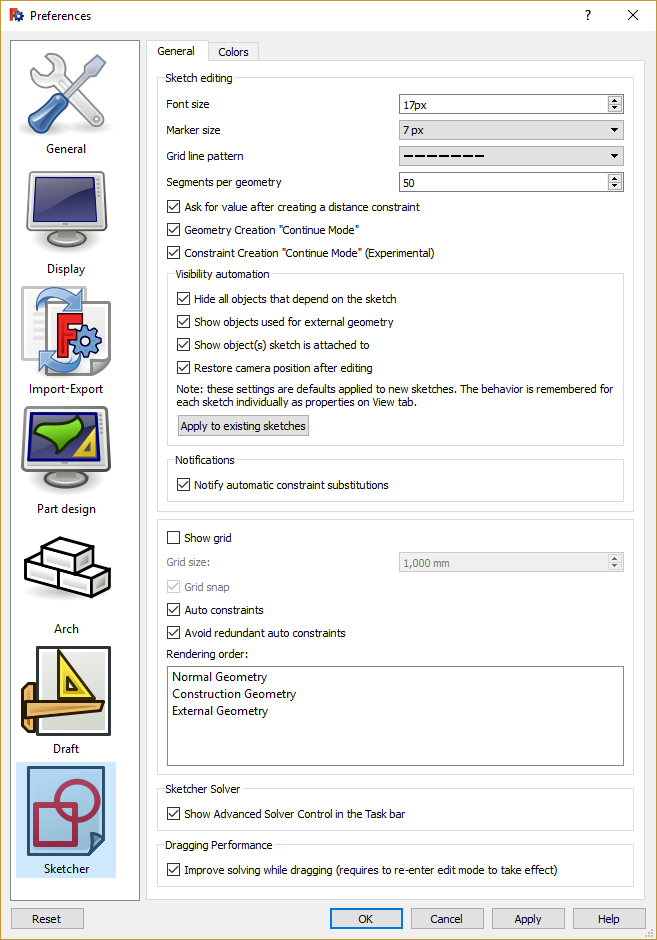 Preferences
?
General
Display
Import-Export
Part design
Arch
Draft
Sketcher
General Colors
Sketch editing
Font size 17px
Marker size 7 px
Grid line pattern
Segments per geometry 50
Ask for value after creating a distance constraint
Geometry Creation "Continue Mode"
Constraint Creation "Continue Mode" (Experimental)
Visibility automation
Hide all objects that depend on the sketch
Show objects used for external geometry
Show object(s) sketch is attached to
Restore camera position after editing
Note: these settings are defaults applied to new sketches. The behavior is remembered for
each sketch individually as properties on View tab.
Apply to existing sketches
Notifications
Notify automatic constraint substitutions
Show grid
Grid size: 1,000 mm
Grid snap
Auto constraints
Avoid redundant auto constraints
Rendering order:
Normal Geometry
Construction Geometry
External Geometry
Sketcher Solver
Show Advanced Solver Control in the Task bar
Dragging Performance
Improve solving while dragging (requires to re-enter edit mode to take effect)
Reset OK Cancel Apply Help